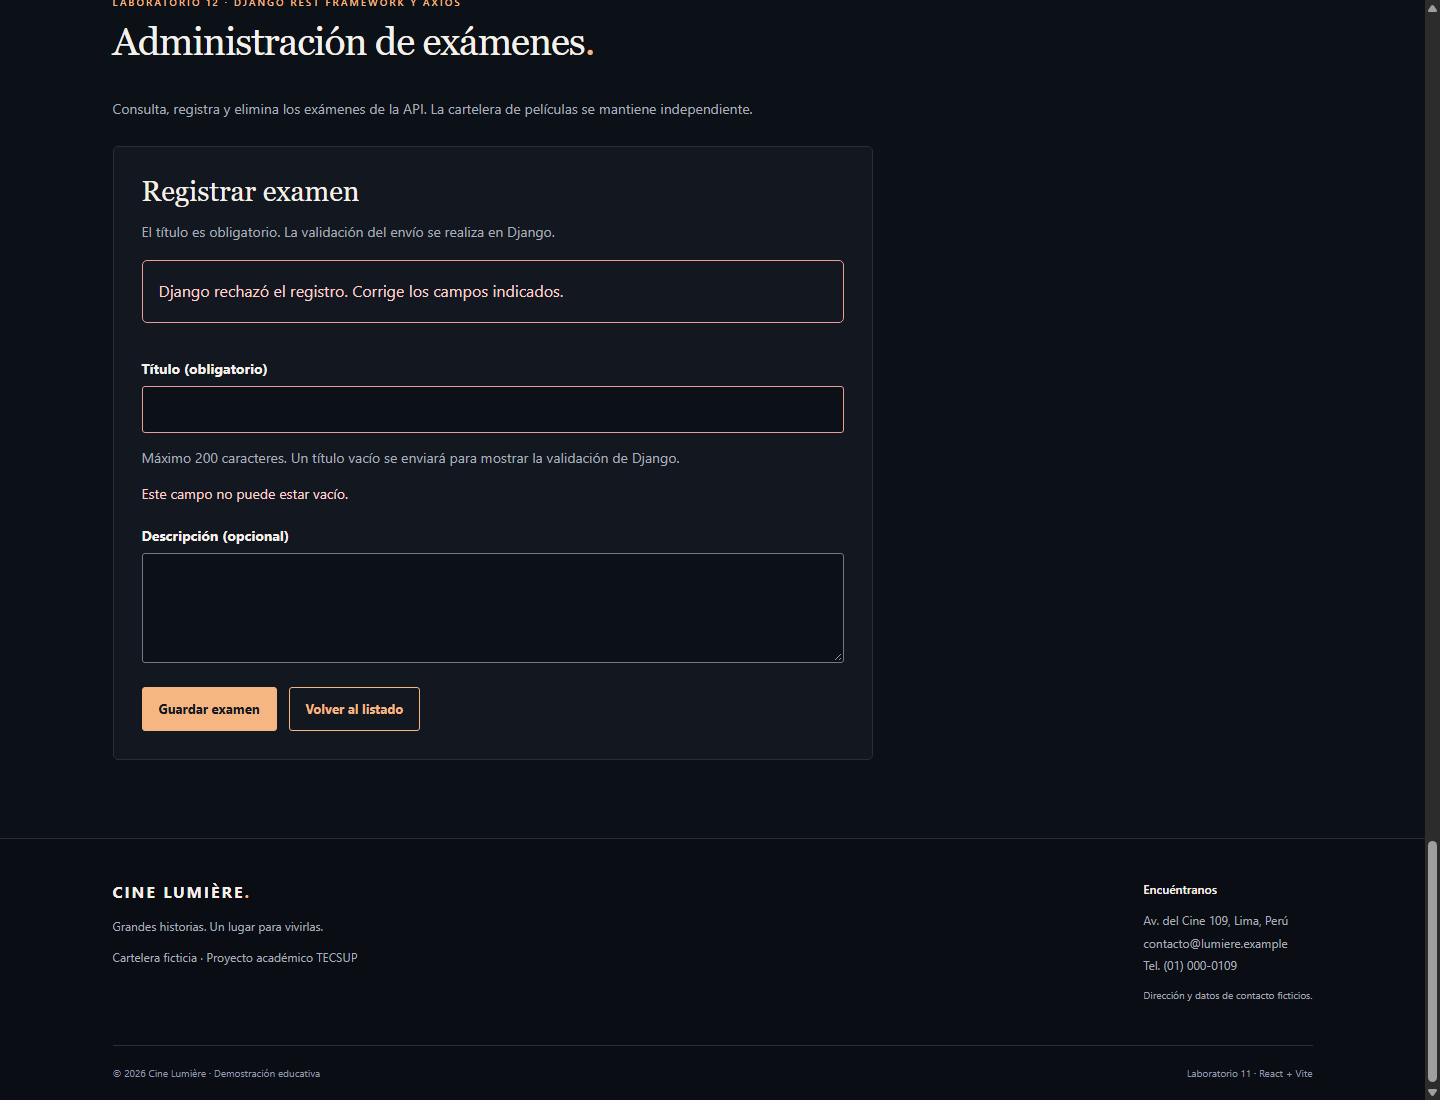 LABORATORIO 12 · DJANGO REST FRAMEWORK Y AXIOS
Administración de exámenes.
Consulta, registra y elimina los exámenes de la API. La cartelera de películas se mantiene independiente.
Registrar examen
El título es obligatorio. La validación del envío se realiza en Django.
Django rechazó el registro. Corrige los campos indicados.
Título (obligatorio)
Máximo 200 caracteres. Un título vacío se enviará para mostrar la validación de Django.
Este campo no puede estar vacío.
Descripción (opcional)
Guardar examen
Volver al listado
CINE LUMIÈRE.
Grandes historias. Un lugar para vivirlas.
Cartelera ficticia · Proyecto académico TECSUP
Encuéntranos
Av. del Cine 109, Lima, Perú
contacto@lumiere.example
Tel. (01) 000-0109
Dirección y datos de contacto ficticios.
© 2026 Cine Lumière · Demostración educativa
Laboratorio 11 · React + Vite